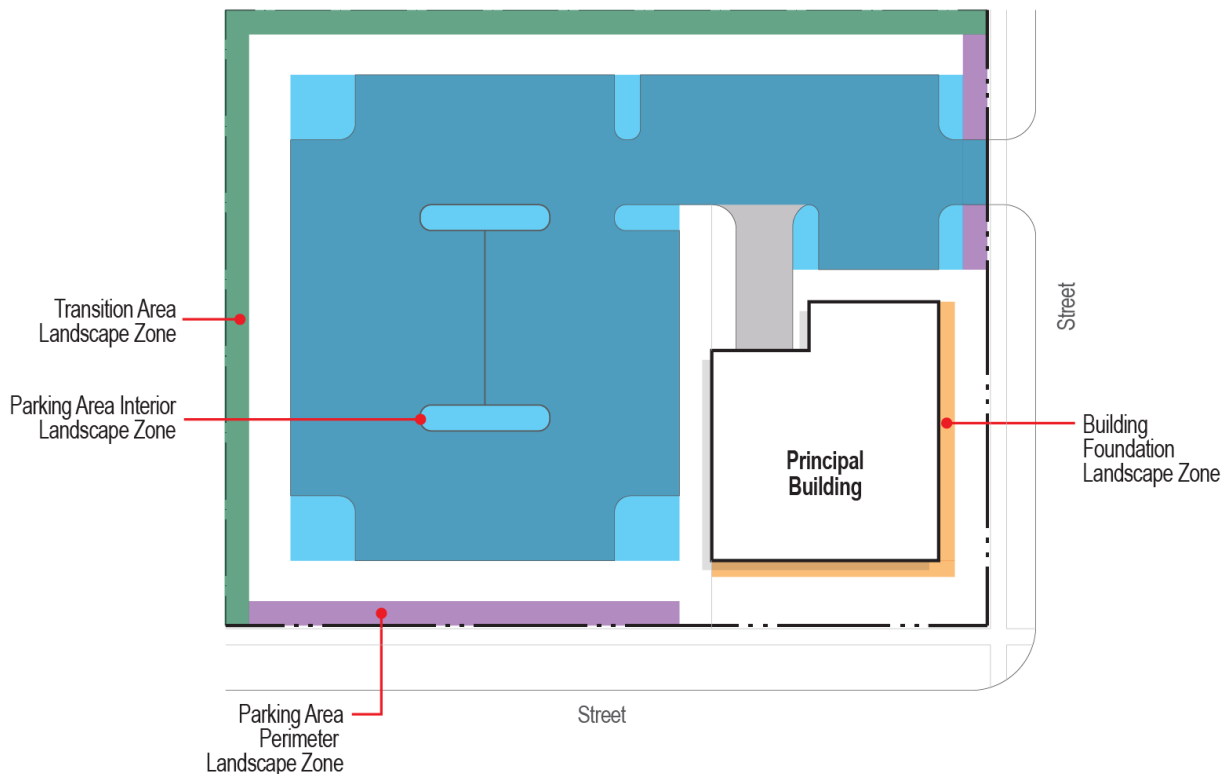 Transition Area
Landscape Zone
Parking Area Interior
Landscape Zone
Street
Building
Foundation
Landscape Zone
Principal
Building
Parking Area
Perimeter
Landscape Zone
Street